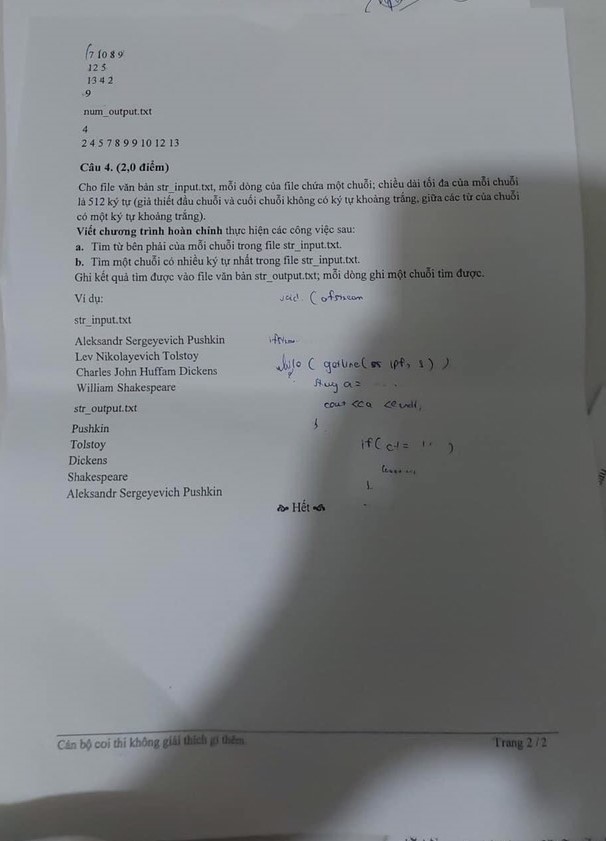 7 10 8 9
12 5
13 4 2
9
num_output.txt
4
2 4 5 7 8 9 9 10 12 13
Câu 4. (2,0 điểm)
Cho file văn bản str_input.txt, mỗi dòng của file chứa một chuỗi; chiều dài tối đa của mỗi chuỗi
là 512 ký tự (giả thiết đầu chuỗi và cuối chuỗi không có ký tự khoảng trắng, giữa các từ của chuỗi
có một ký tự khoảng trắng).
Viết chương trình hoàn chỉnh thực hiện các công việc sau:
a. Tìm từ bên phải của mỗi chuỗi trong file str_input.txt.
b. Tìm một chuỗi có nhiều ký tự nhất trong file str_input.txt.
Ghi kết quả tìm được vào file văn bản str_output.txt; mỗi dòng ghi một chuỗi tìm được.
Ví dụ:
void (ofstream
str_input.txt
Aleksandr Sergeyevich Pushkin
Lev Nikolayevich Tolstoy
while ( getline(
Charles John Huffam Dickens
William Shakespeare
a =
str_output.txt
cout <<a <<endl;
Pushkin
}
Tolstoy
if(
Dickens
Shakespeare
Aleksandr Sergeyevich Pushkin
Hết
Cán bộ coi thi không giải thích gì thêm
Trang 2 / 2